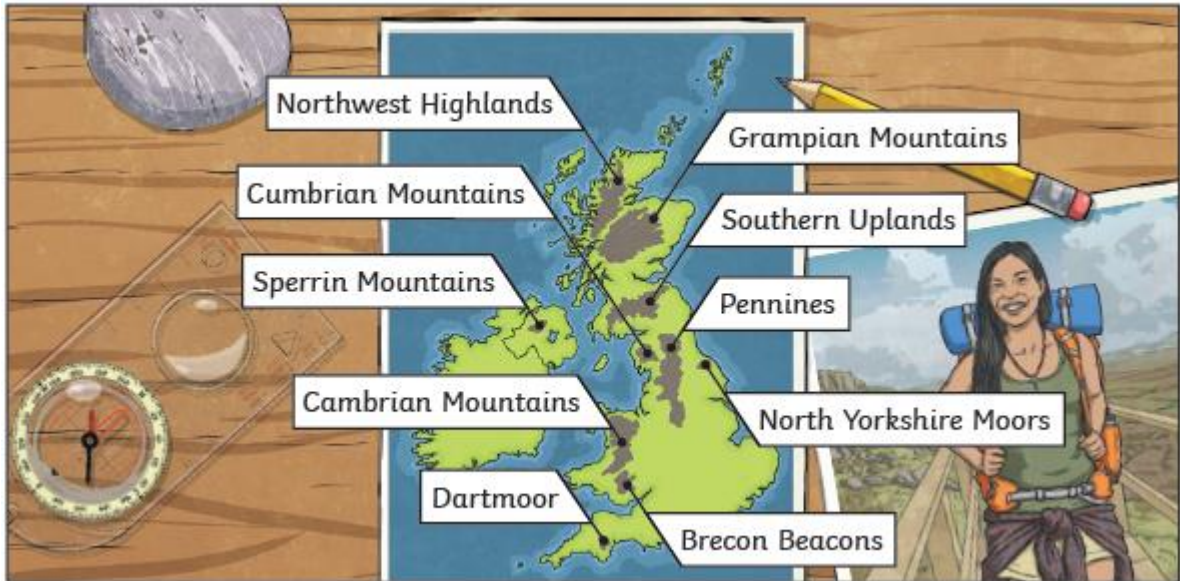 Northwest Highlands
Grampian Mountains
Cumbrian Mountains
Southern Uplands
Sperrin Mountains
Pennines
Cambrian Mountains
North Yorkshire Moors
Dartmoor
Brecon Beacons